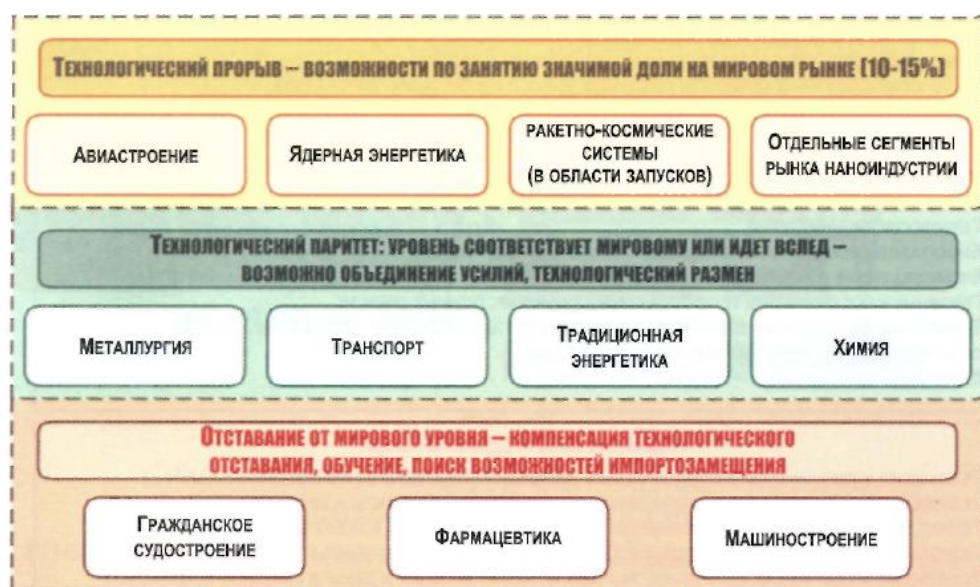 Технологический прорыв – возможности по занятию значимой доли на мировом рынке (10-15%)
Авиастроение
Ядерная энергетика
ракетно-космические
системы
(в области запусков)
Отдельные сегменты
рынка наноиндустрии
Технологический паритет: уровень соответствует мировому или идет вслед –
возможно объединение усилий, технологический размен
Металлургия
Транспорт
Традиционная
энергетика
Химия
Отставание от мирового уровня – компенсация технологического
отставания, обучение, поиск возможностей импортозамещения
Гражданское
судостроение
Фармацевтика
Машиностроение